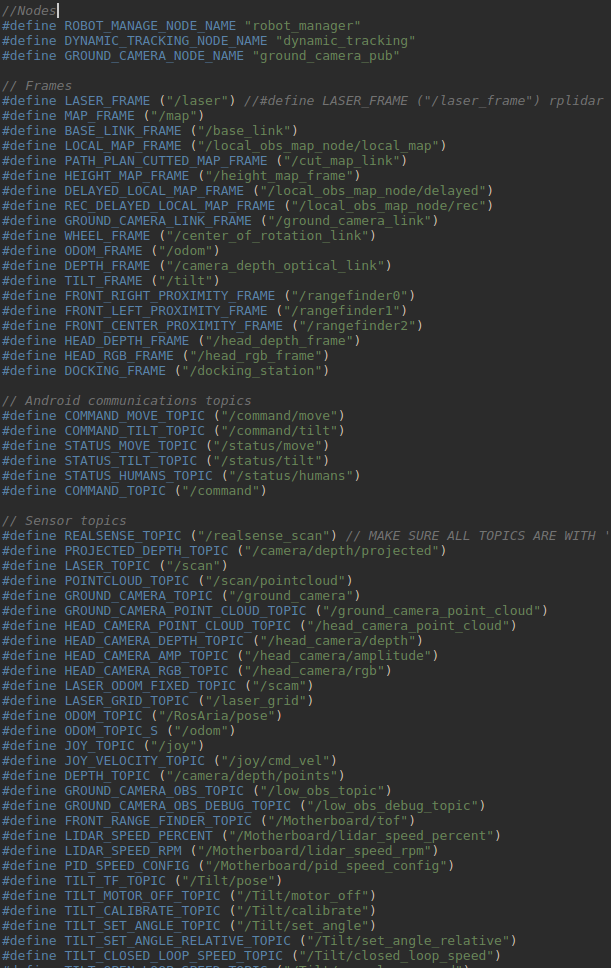 //Nodes
#define ROBOT_MANAGE_NODE_NAME "robot_manager"
#define DYNAMIC_TRACKING_NODE_NAME "dynamic_tracking"
#define GROUND_CAMERA_NODE_NAME "ground_camera_pub"
// Frames
#define LASER_FRAME ("/laser") //#define LASER_FRAME ("/laser_frame") rplidar
#define MAP_FRAME ("/map")
#define BASE_LINK_FRAME ("/base_link")
#define LOCAL_MAP_FRAME ("/local_obs_map_node/local_map")
#define PATH_PLAN_CUTTED_MAP_FRAME ("/cut_map_link")
#define HEIGHT_MAP_FRAME ("/height_map_frame")
#define DELAYED_LOCAL_MAP_FRAME ("/local_obs_map_node/delayed")
#define REC_DELAYED_LOCAL_MAP_FRAME ("/local_obs_map_node/rec")
#define GROUND_CAMERA_LINK_FRAME ("/ground_camera_link")
#define WHEEL_FRAME ("/center_of_rotation_link")
#define ODOM_FRAME ("/odom")
#define DEPTH_FRAME ("/camera_depth_optical_link")
#define TILT_FRAME ("/tilt")
#define FRONT_RIGHT_PROXIMITY_FRAME ("/rangefinder0")
#define FRONT_LEFT_PROXIMITY_FRAME ("/rangefinder1")
#define FRONT_CENTER_PROXIMITY_FRAME ("/rangefinder2")
#define HEAD_DEPTH_FRAME ("/head_depth_frame")
#define HEAD_RGB_FRAME ("/head_rgb_frame")
#define DOCKING_FRAME ("/docking_station")
// Android communications topics
#define COMMAND_MOVE_TOPIC ("/command/move")
#define COMMAND_TILT_TOPIC ("/command/tilt")
#define STATUS_MOVE_TOPIC ("/status/move")
#define STATUS_TILT_TOPIC ("/status/tilt")
#define STATUS_HUMANS_TOPIC ("/status/humans")
#define COMMAND_TOPIC ("/command")
// Sensor topics
#define REALSENSE_TOPIC ("/realsense_scan") // MAKE SURE ALL TOPICS ARE WITH '
#define PROJECTED_DEPTH_TOPIC ("/camera/depth/projected")
#define LASER_TOPIC ("/scan")
#define POINTCLOUD_TOPIC ("/scan/pointcloud")
#define GROUND_CAMERA_TOPIC ("/ground_camera")
#define GROUND_CAMERA_POINT_CLOUD_TOPIC ("/ground_camera_point_cloud")
#define HEAD_CAMERA_POINT_CLOUD_TOPIC ("/head_camera_point_cloud")
#define HEAD_CAMERA_DEPTH_TOPIC ("/head_camera/depth")
#define HEAD_CAMERA_AMP_TOPIC ("/head_camera/amplitude")
#define HEAD_CAMERA_RGB_TOPIC ("/head_camera/rgb")
#define LASER_ODOM_FIXED_TOPIC ("/scam")
#define LASER_GRID_TOPIC ("/laser_grid")
#define ODOM_TOPIC ("/RosAria/pose")
#define ODOM_TOPIC_S ("/odom")
#define JOY_TOPIC ("/joy")
#define JOY_VELOCITY_TOPIC ("/joy/cmd_vel")
#define DEPTH_TOPIC ("/camera/depth/points")
#define GROUND_CAMERA_OBS_TOPIC ("/low_obs_topic")
#define GROUND_CAMERA_OBS_DEBUG_TOPIC ("/low_obs_debug_topic")
#define FRONT_RANGE_FINDER_TOPIC ("/Motherboard/tof")
#define LIDAR_SPEED_PERCENT ("/Motherboard/lidar_speed_percent")
#define LIDAR_SPEED_RPM ("/Motherboard/lidar_speed_rpm")
#define PID_SPEED_CONFIG ("/Motherboard/pid_speed_config")
#define TILT_TF_TOPIC ("/Tilt/pose")
#define TILT_MOTOR_OFF_TOPIC ("/Tilt/motor_off")
#define TILT_CALIBRATE_TOPIC ("/Tilt/calibrate")
#define TILT_SET_ANGLE_TOPIC ("/Tilt/set_angle")
#define TILT_SET_ANGLE_RELATIVE_TOPIC ("/Tilt/set_angle_relative")
#define TILT_CLOSED_LOOP_SPEED_TOPIC ("/Tilt/closed_loop_speed")